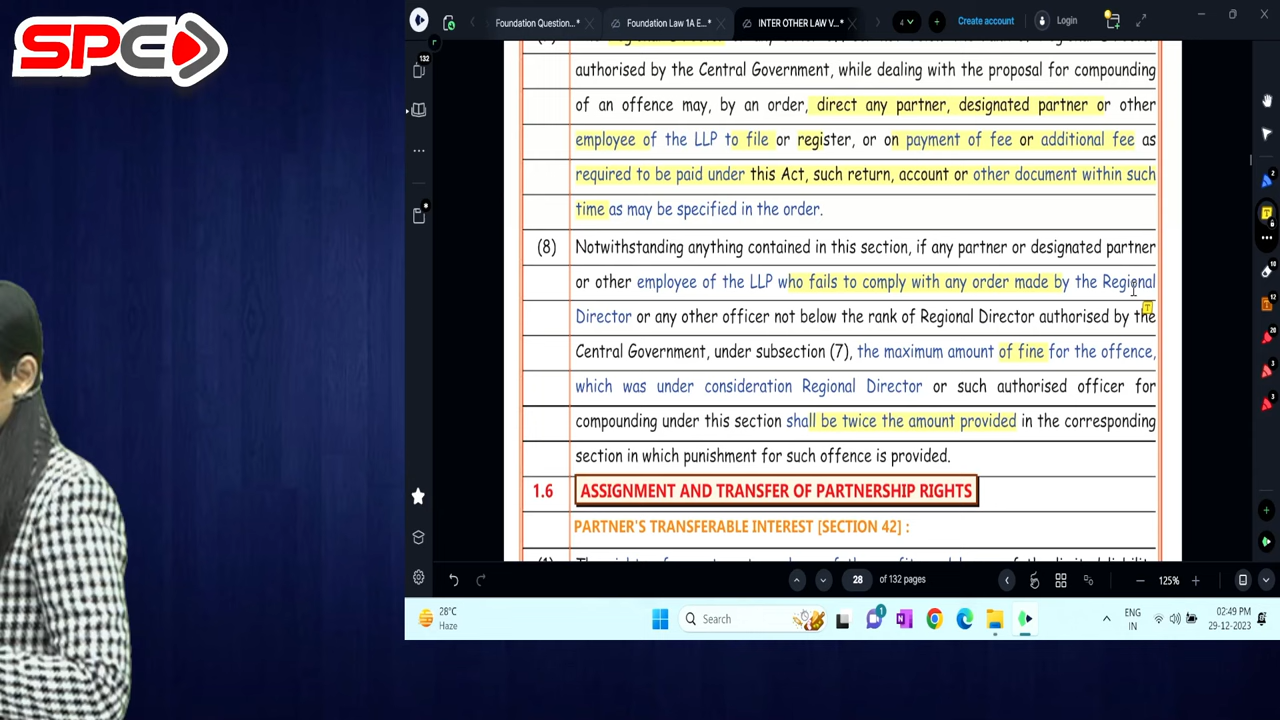 SPC
Foundation Question...*
Foundation Law 1A E...*
INTER OTHER LAW V...*
4
Create account
Login
132
authorised by the Central Government, while dealing with the proposal for compounding
of an offence may, by an order, direct any partner, designated partner or other
employee of the LLP to file or register, or on payment of fee or additional fee as
required to be paid under this Act, such return, account or other document within such
time as may be specified in the order.
(8) Notwithstanding anything contained in this section, if any partner or designated partner
or other employee of the LLP who fails to comply with any order made by the Regional
Director or any other officer not below the rank of Regional Director authorised by the
Central Government, under subsection (7), the maximum amount of fine for the offence,
which was under consideration Regional Director or such authorised officer for
compounding under this section shall be twice the amount provided in the corresponding
section in which punishment for such offence is provided.
1.6 ASSIGNMENT AND TRANSFER OF PARTNERSHIP RIGHTS
PARTNER'S TRANSFERABLE INTEREST [SECTION 42] :
28 of 132 pages
125%
28°C
Haze
Search
ENG
IN
02:49 PM
29-12-2023